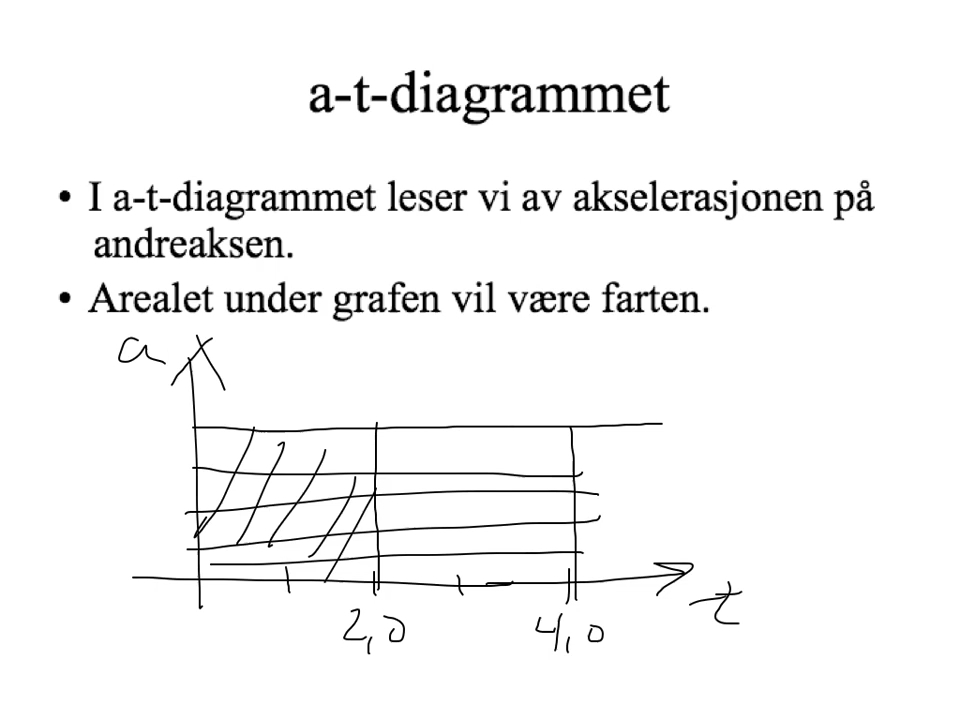 a-t-diagrammet
• I a-t-diagrammet leser vi av akselerasjonen på
andreaksen.
• Arealet under grafen vil være farten.
a
t
2,0
4,0